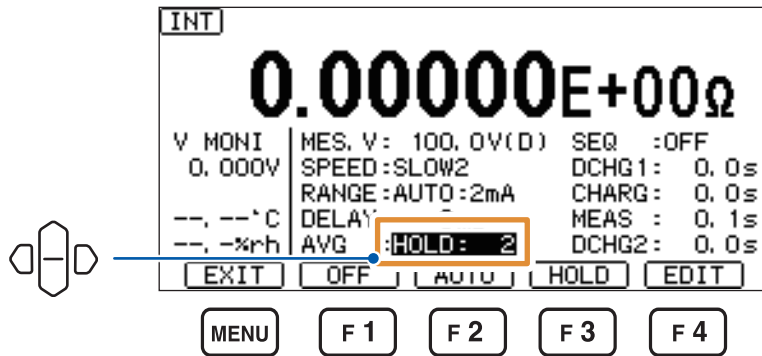 INT
0.00000E+00Ω
V MONI
0.000V
--.--°C
--.-%rh
MES.V: 100.0V(D)
SPEED:SLOW2
RANGE:AUTO:2mA
DELAY
AVG :HOLD: 2
SEQ :OFF
DCHG1: 0.0s
CHARG: 0.0s
MEAS : 0.1s
DCHG2: 0.0s
EXIT OFF AUTO HOLD EDIT
MENU F1 F2 F3 F4